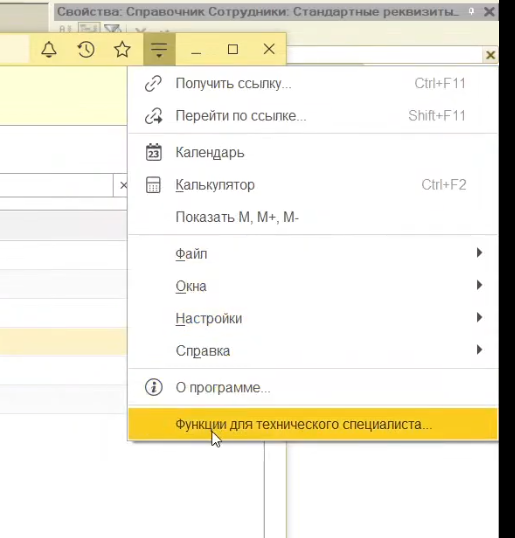 Свойства: Справочник Сотрудники: Стандартные реквизиты...
Получить ссылку... Ctrl+F11
Перейти по ссылке... Shift+F11
23 Календарь
Калькулятор Ctrl+F2
Показать M, M+, M-
Файл
Окна
Настройки
Справка
О программе...
Функции для технического специалиста...